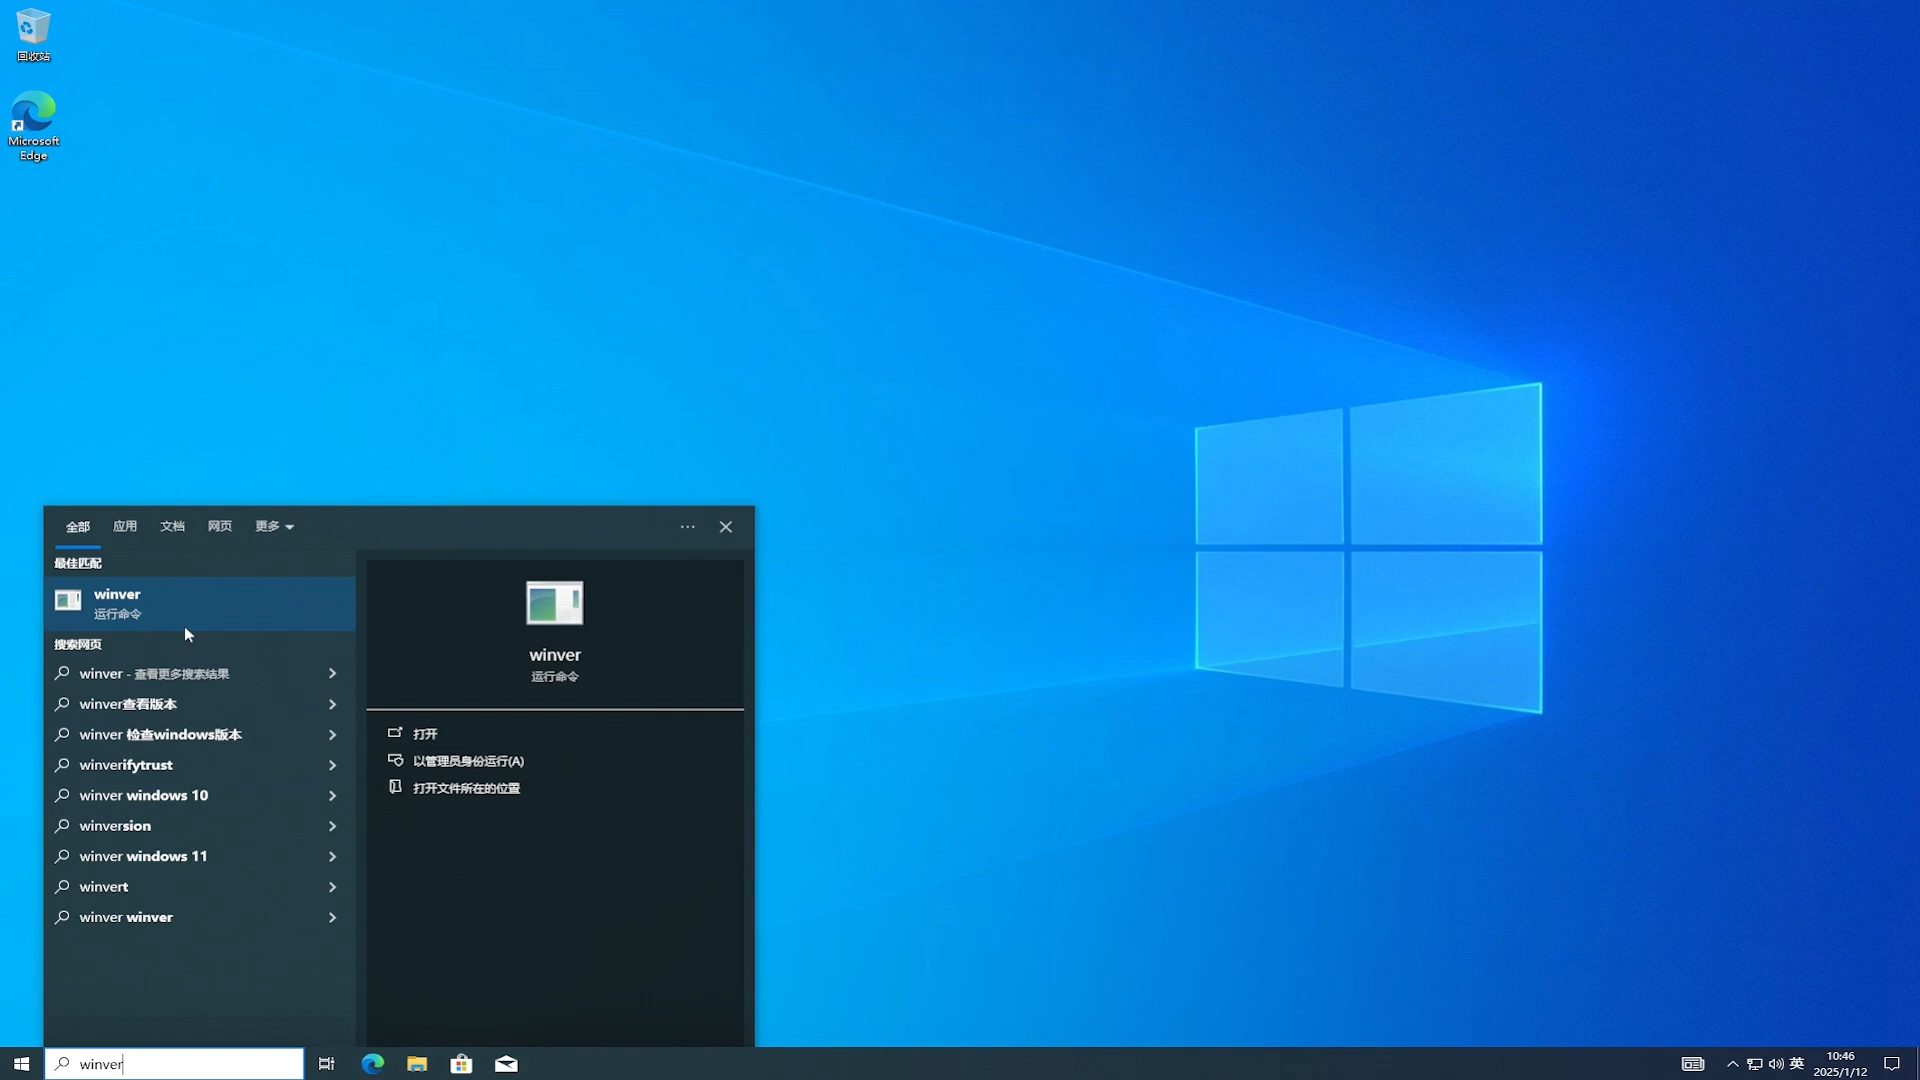 回收站
Microsoft
Edge
全部 应用 文档 网页 更多
最佳匹配
winver
运行命令
搜索网页
winver - 查看更多搜索结果
winver查看版本
winver 检查windows版本
winverifytrust
winver windows 10
winversion
winver windows 11
winvert
winver winver
winver
运行命令
打开
以管理员身份运行(A)
打开文件所在的位置
winver
英
10:46
2025/1/12